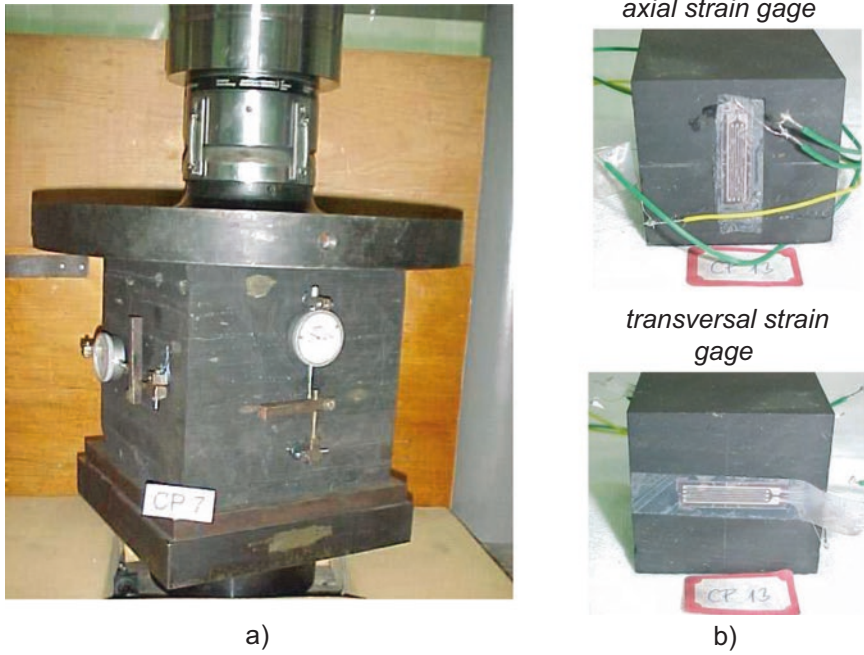 axial strain gage
CP 7
CP 13
transversal strain
gage
CP 13
a)
b)